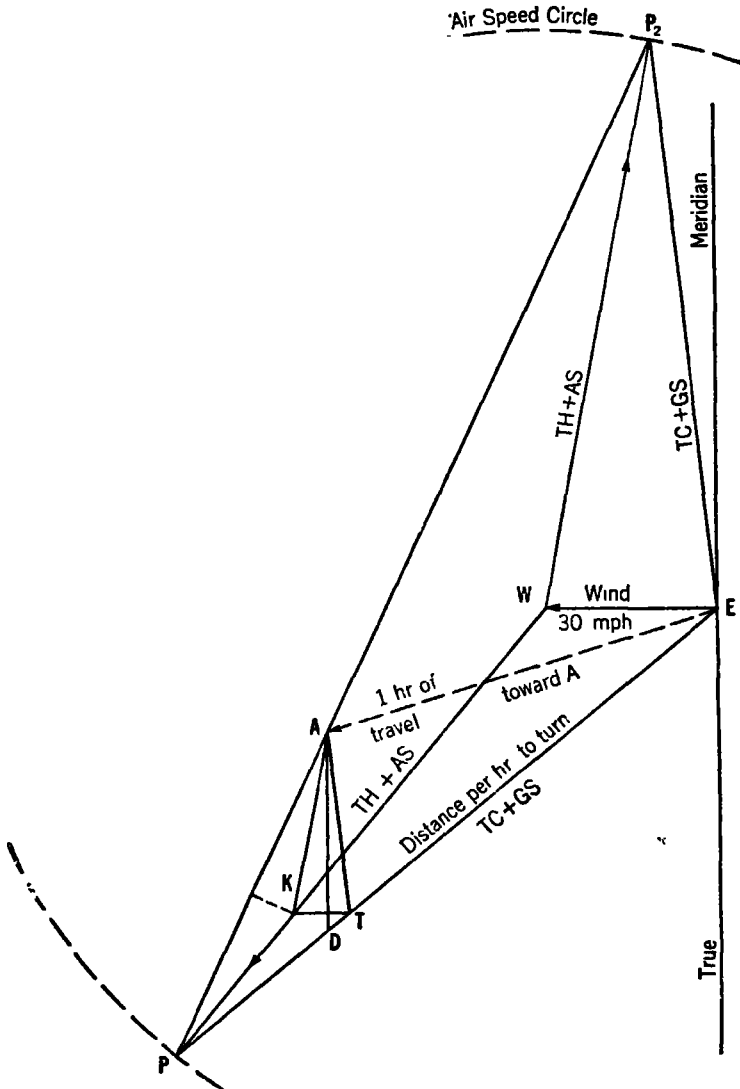 Air Speed Circle
P₂
Meridian
TH+AS
TC+GS
W
Wind
E
30 mph
1 hr of
toward A
A
travel
TH + AS
Distance per hr to turn
TC+GS
K
T
D
True
P